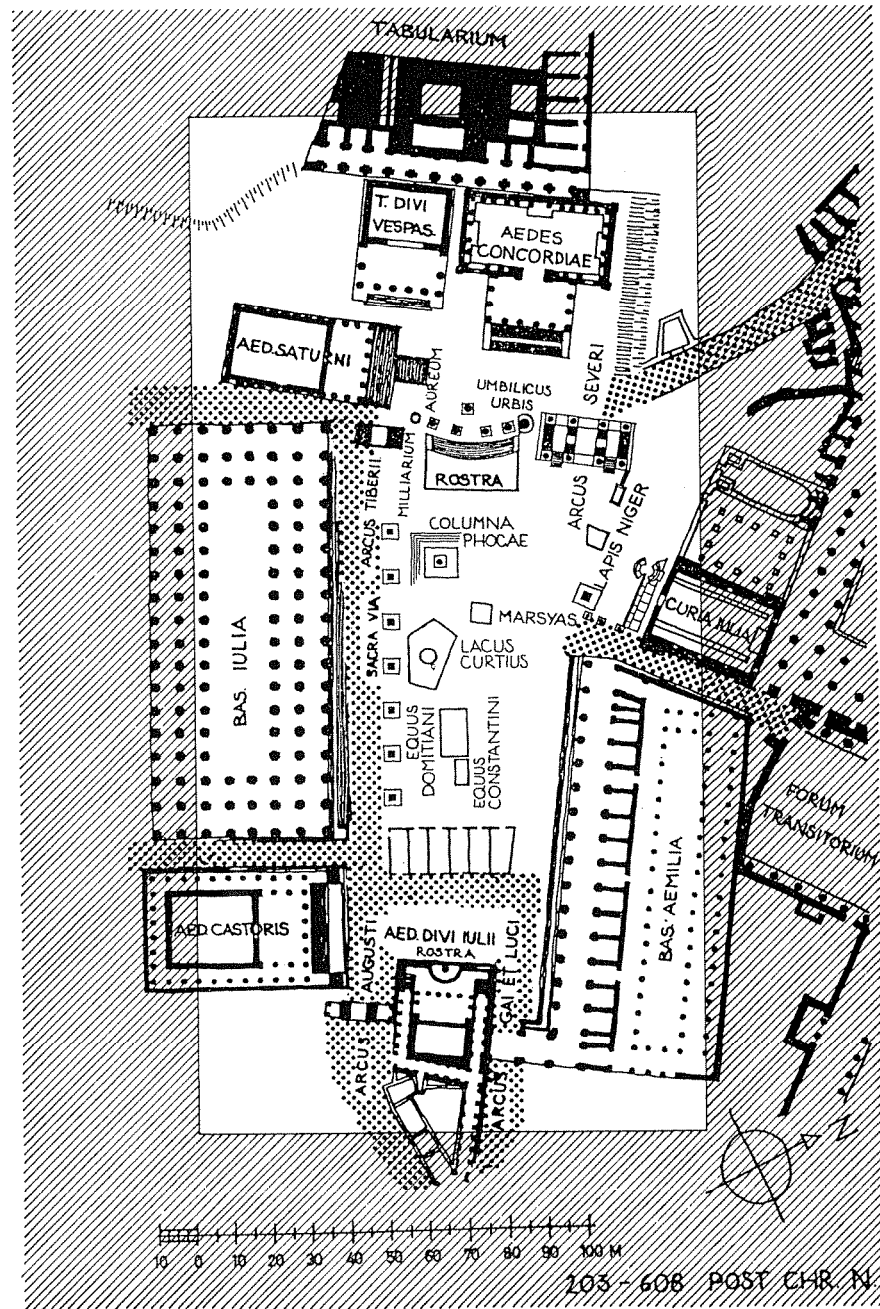 TABULARIUM
T. DIVI
VESPAS.
AEDES
CONCORDIAE
AED. SATURNI
AUREUM
MILLIARIUM
UMBILICUS
URBIS
SEVERI
ARCUS
ROSTRA
ARCUS TIBERII
LAPIS NIGER
COLUMNA
PHOCAE
CURIA IULIA
MARSYAS
SACRA VIA
LACUS
CURTIUS
BAS. IULIA
EQUUS
DOMITIANI
EQUUS
CONSTANTINI
FORUM
TRANSITORIUM
BAS. AEMILIA
AED. CASTORIS
AED. DIVI IULII
ROSTRA
ARCUS AUGUSTI
ARCUS GAI ET LUCI
N
10 0 10 20 30 40 50 60 70 80 90 100 M
203 - 608 POST CHR. N.